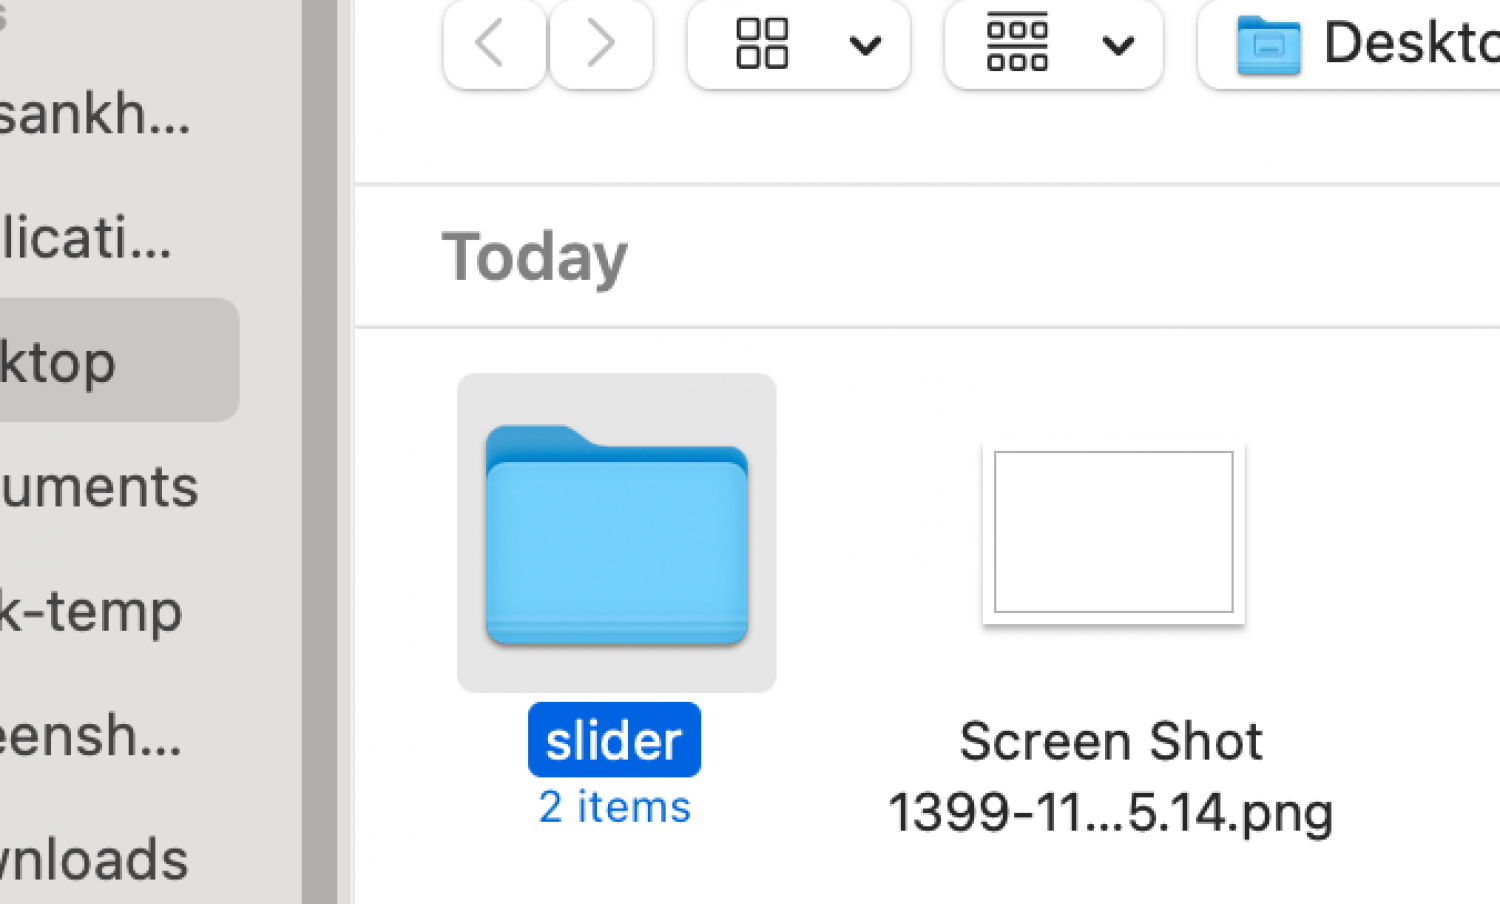 s
sankh...
licati...
ktop
uments
k-temp
eensh...
wnloads
Deskto
Today
slider
2 items
Screen Shot
1399-11...5.14.png